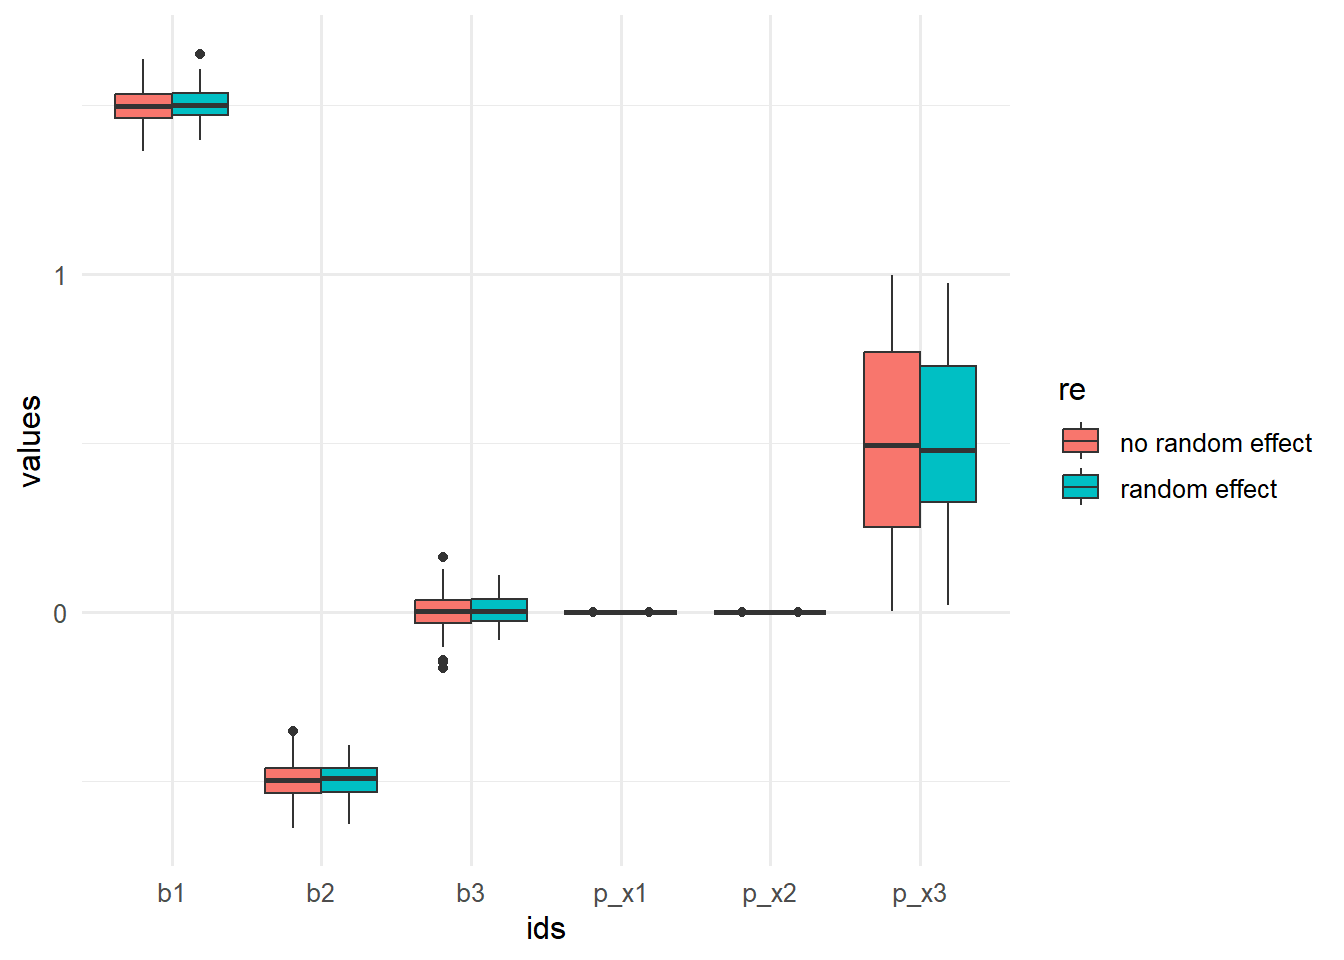 1
0
values
b1 b2 b3 p_x1 p_x2 p_x3
ids
re
no random effect
random effect